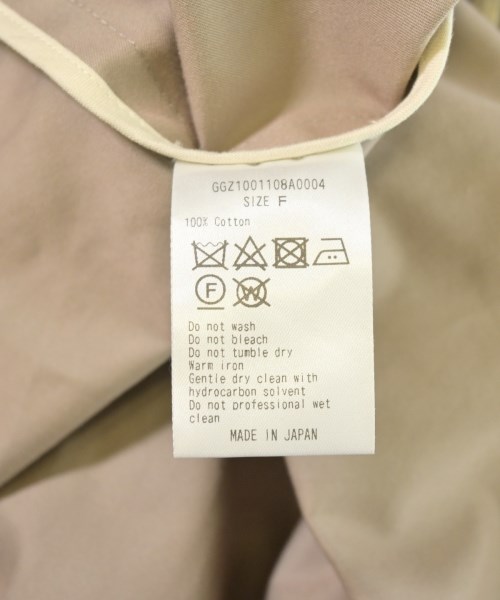 GGZ1001108A0004
SIZE F
100% Cotton
F W
Do not wash
Do not bleach
Do not tumble dry
Warm iron
Gentle dry clean with
hydrocarbon solvent
Do not professional wet
clean
MADE IN JAPAN